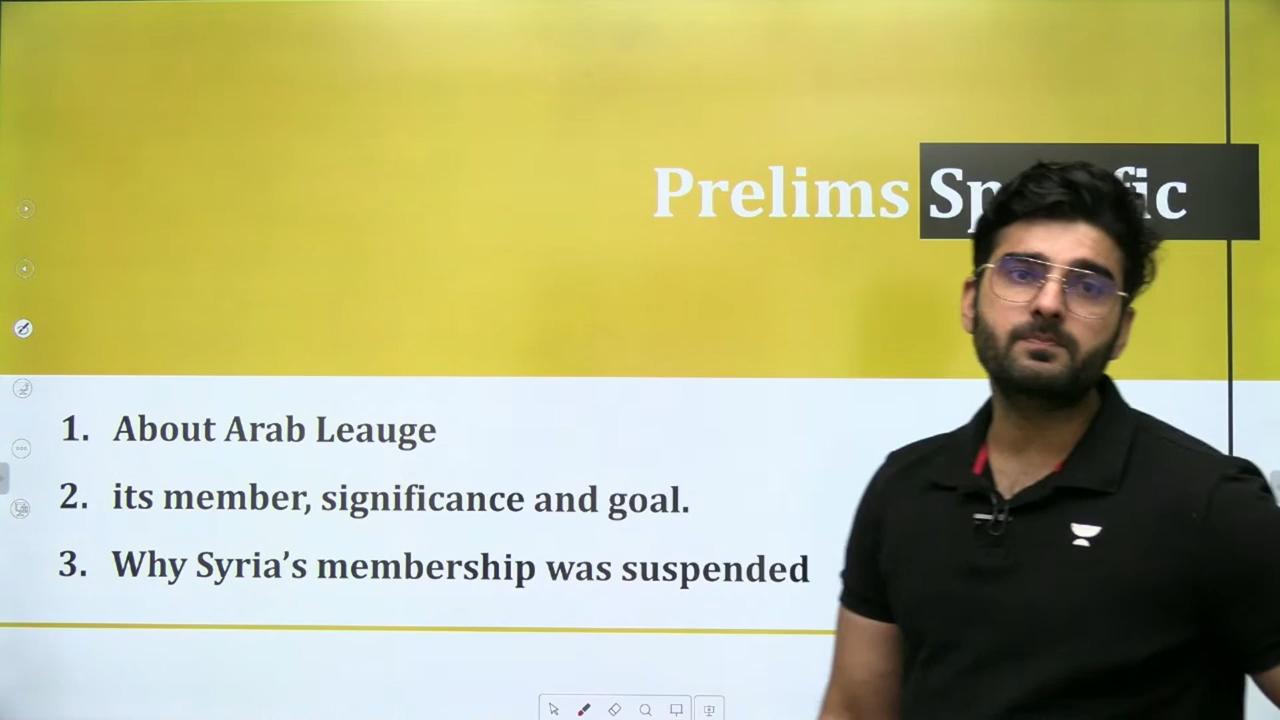 Prelims
1. About Arab Leauge
2. its member, significance and goal.
3. Why Syria’s membership was suspended